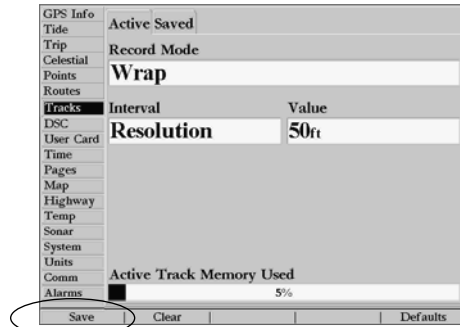 GPS Info
Tide
Trip
Celestial
Points
Routes
Tracks
DSC
User Card
Time
Pages
Map
Highway
Temp
Sonar
System
Units
Comm
Alarms
Active Saved
Record Mode
Wrap
Interval Value
Resolution 50ft
Active Track Memory Used
5%
Save Clear Defaults